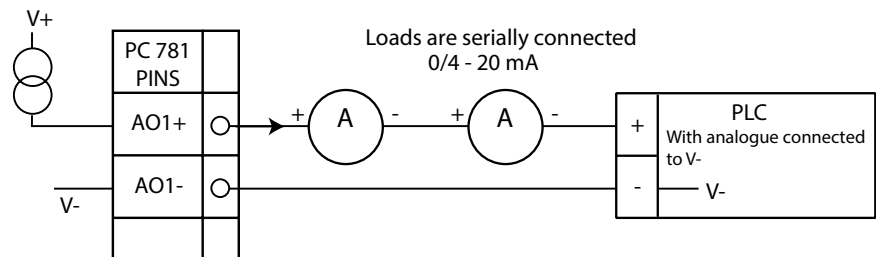 V+
PC 781
PINS
Loads are serially connected
0/4 - 20 mA
AO1+
+ A -
+ A -
+
PLC
With analogue connected
to V-
V-
AO1-
-
V-